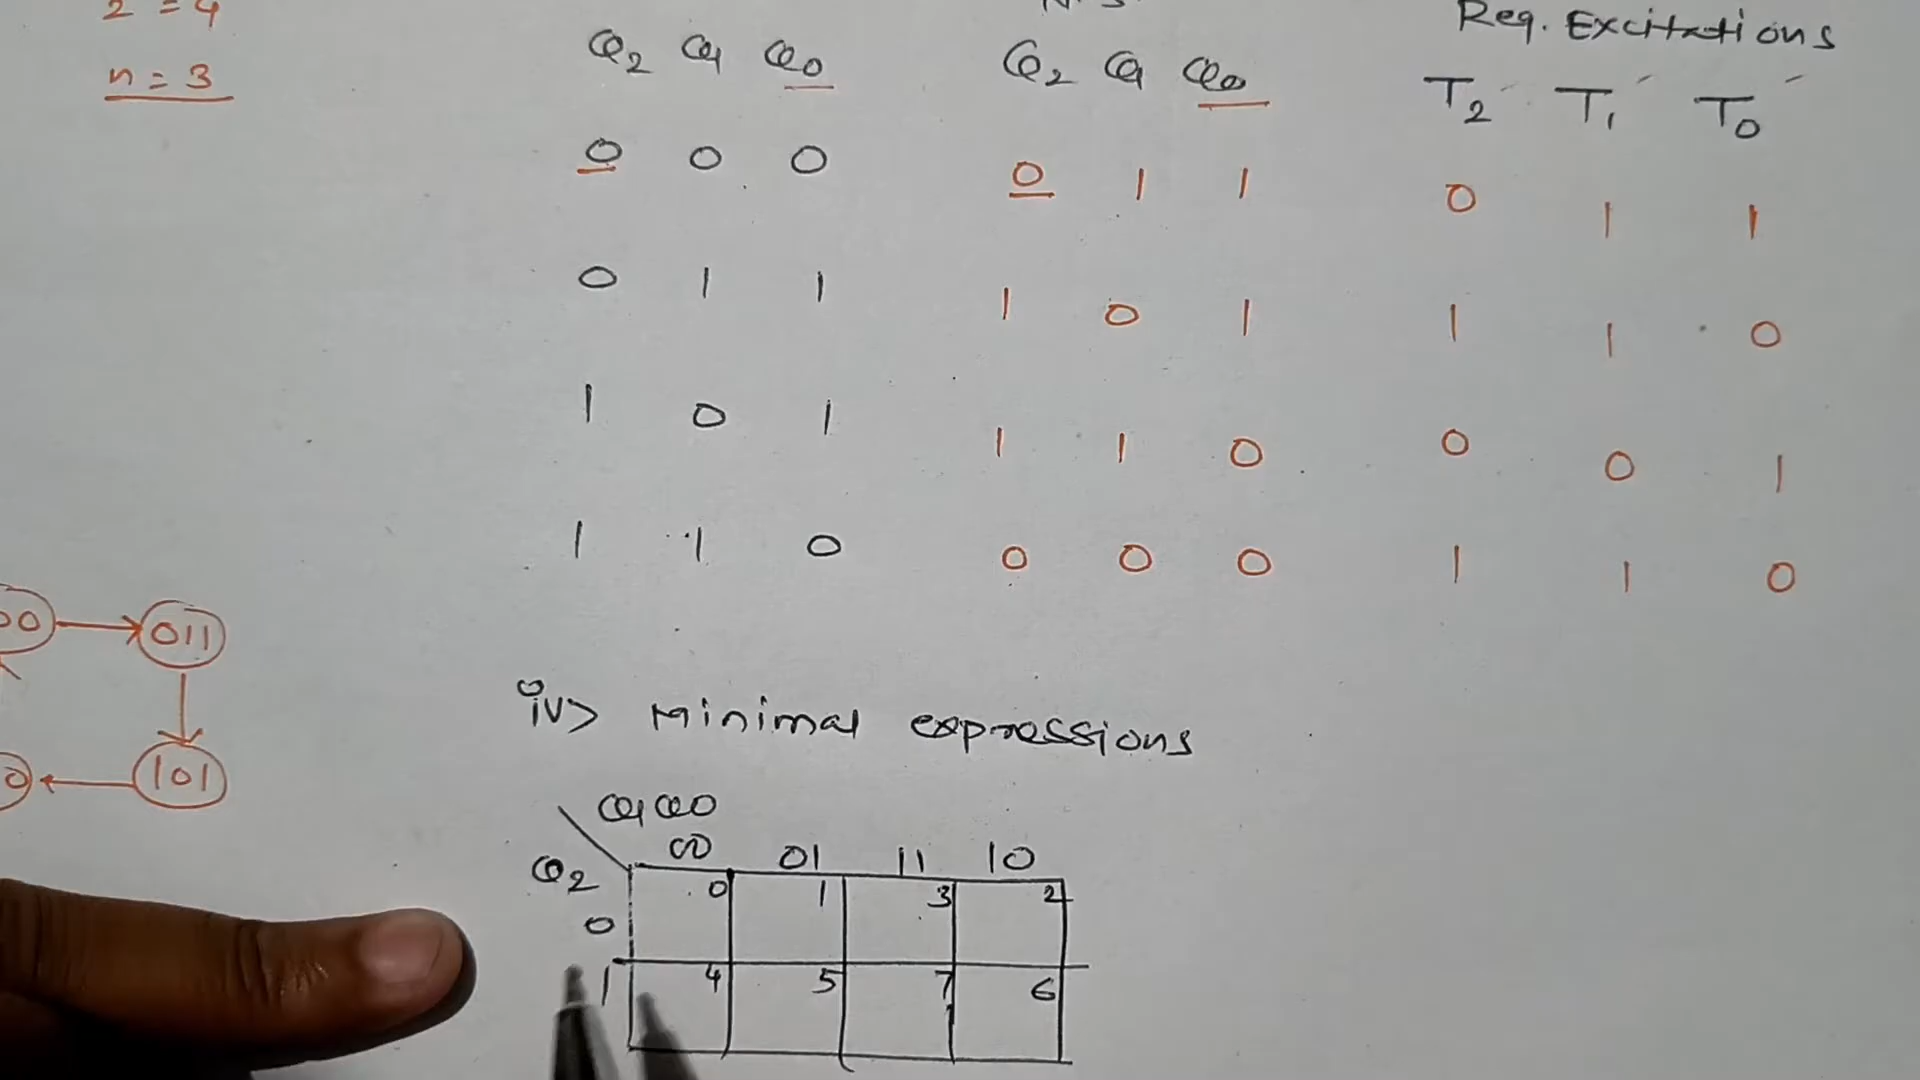 2 = 4
n = 3
Req. Excitations
Q2 Q1 Q0 Q2 Q1 Q0 T2 T1 T0
0 0 0 0 1 1 0 1 1
0 1 1 1 0 1 1 1 0
1 0 1 1 1 0 0 0 1
1 1 0 0 0 0 1 1 0
011
101
iv> Minimal expressions
Q1Q0
Q2 00 01 11 10
0 0 1 3 2
1 4 5 7 6